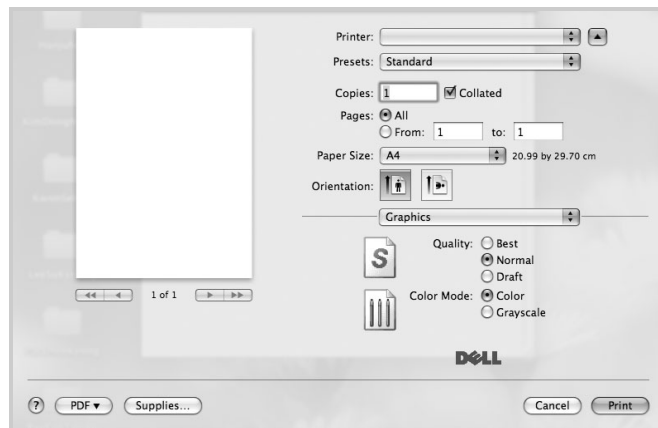 Printer:
Presets: Standard
Copies: 1 Collated
Pages: All
From: 1 to: 1
Paper Size: A4 20.99 by 29.70 cm
Orientation:
Graphics
S
Quality: Best
Normal
Draft
1 of 1
Color Mode: Color
Grayscale
DELL
? PDF Supplies... Cancel Print